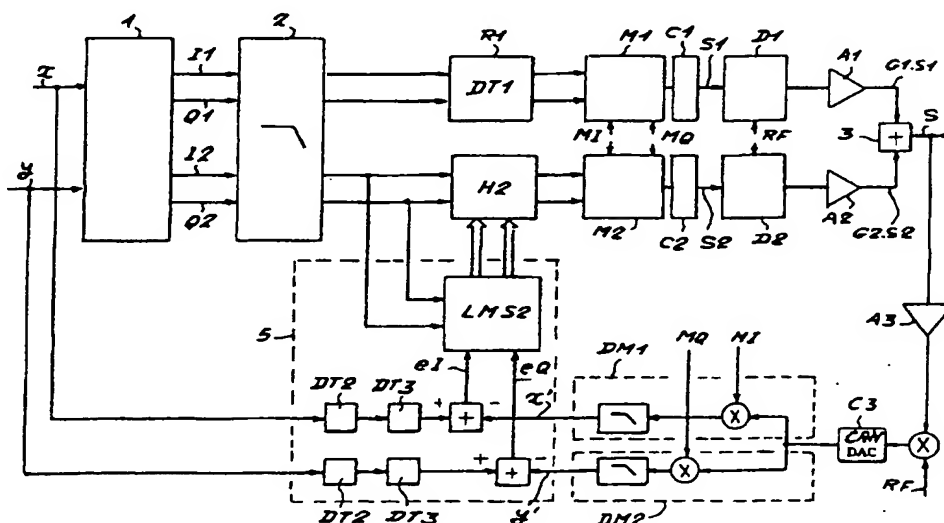 1
2
R1
M1
C1
S1
D1
A1
G1.S1
x
I1
Q1
I2
Q2
DT1
MI
MQ
RF
3
+
S
y
H2
M2
C2
S2
D2
A2
G2.S2
5
LMS2
A3
eI
eQ
DM1
MQ
MI
DT2
DT3
+
-
+
x'
X
C3
CAN
DAC
X
+
-
+
X
RF
DT2
DT3
y'
DM2